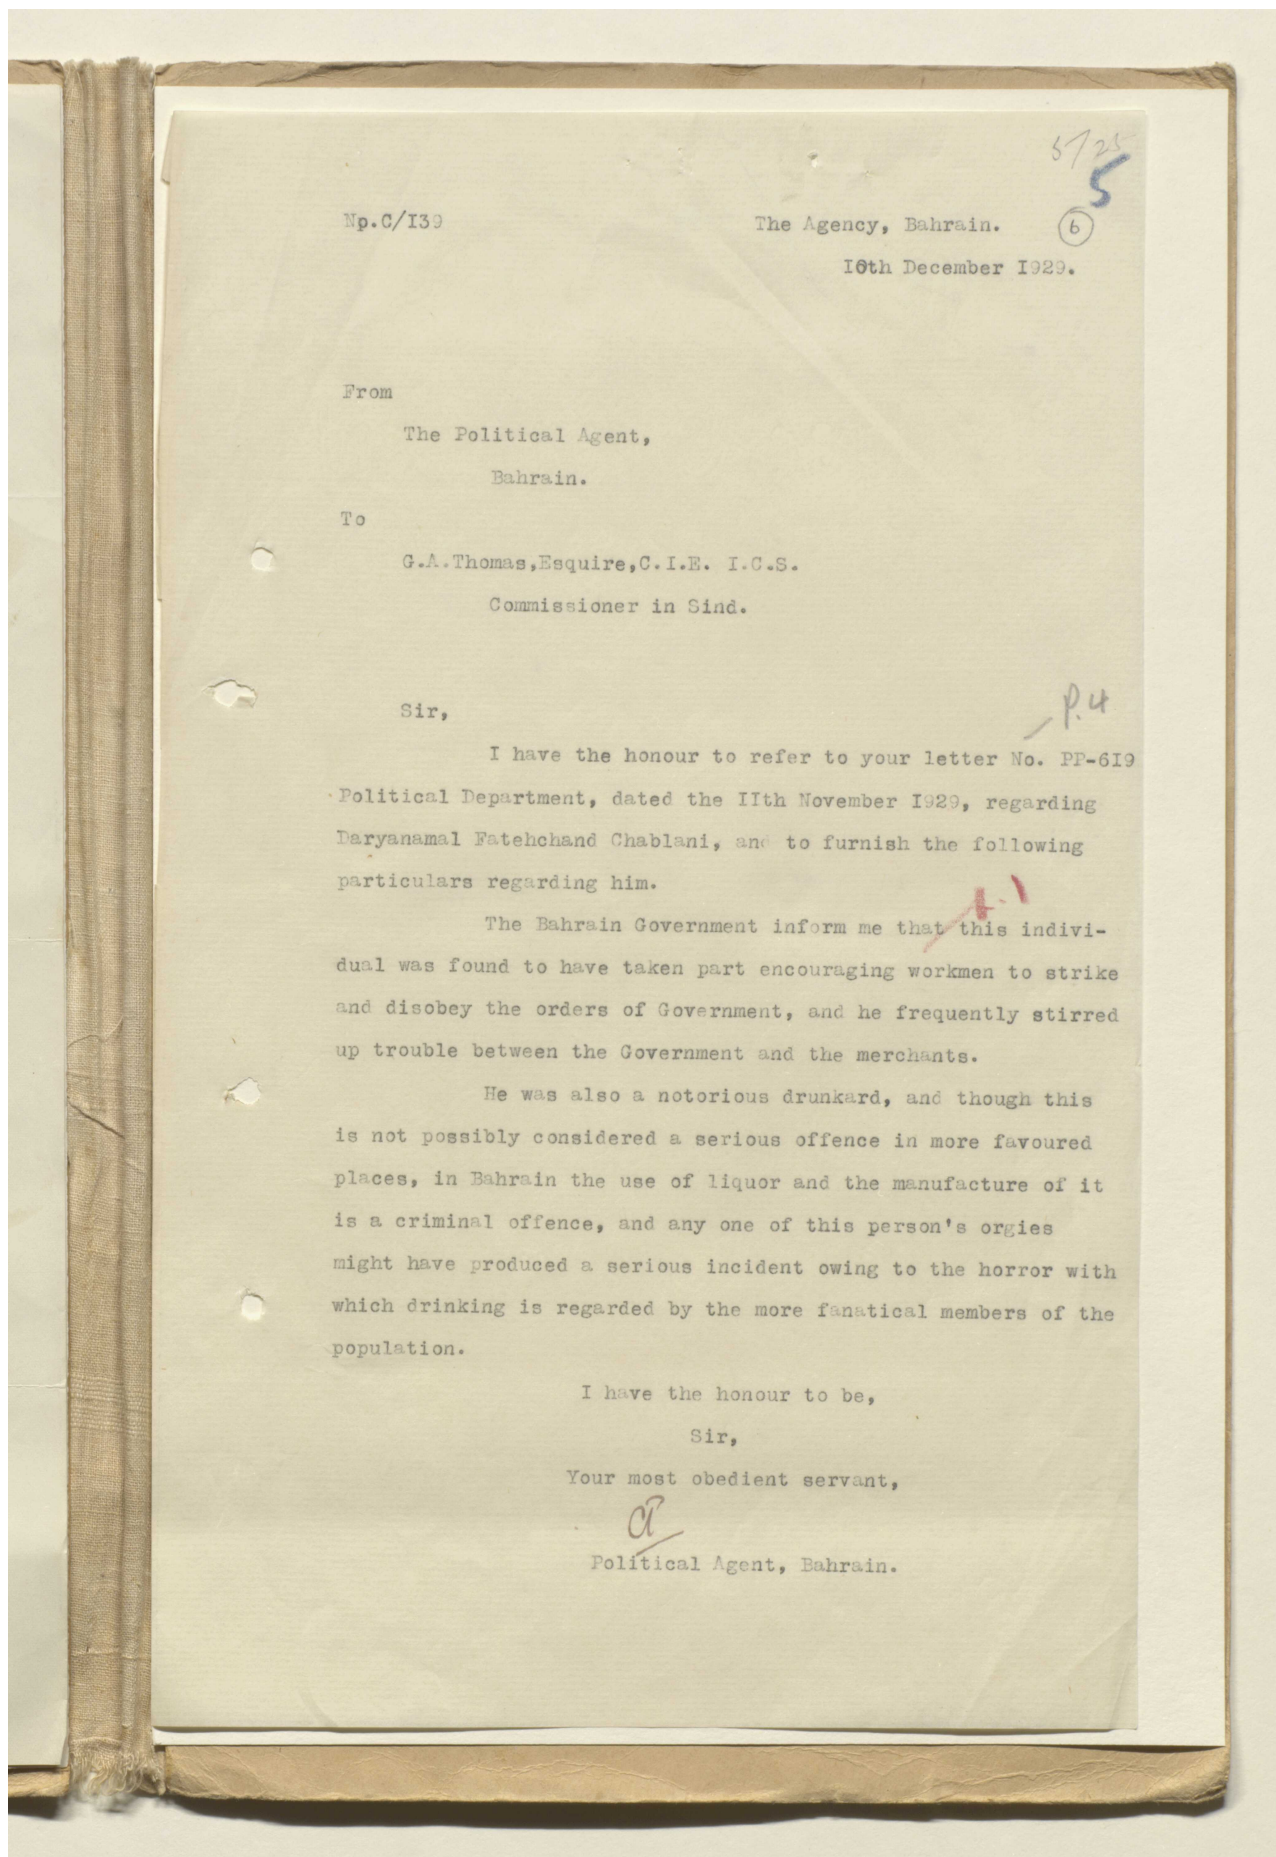 5/25
5
Np.C/I39
The Agency, Bahrain.
6
I0th December I929.
From
The Political Agent,
Bahrain.
To
G.A.Thomas,Esquire,C.I.E. I.C.S.
Commissioner in Sind.
P.4
Sir,
I have the honour to refer to your letter No. PP-6I9
Political Department, dated the IIth November I929, regarding
Daryanamal Fatehchand Chablani, and to furnish the following
particulars regarding him.
The Bahrain Government inform me that this indivi-
dual was found to have taken part encouraging workmen to strike
and disobey the orders of Government, and he frequently stirred
up trouble between the Government and the merchants.
He was also a notorious drunkard, and though this
is not possibly considered a serious offence in more favoured
places, in Bahrain the use of liquor and the manufacture of it
is a criminal offence, and any one of this person's orgies
might have produced a serious incident owing to the horror with
which drinking is regarded by the more fanatical members of the
population.
I have the honour to be,
Sir,
Your most obedient servant,
Political Agent, Bahrain.